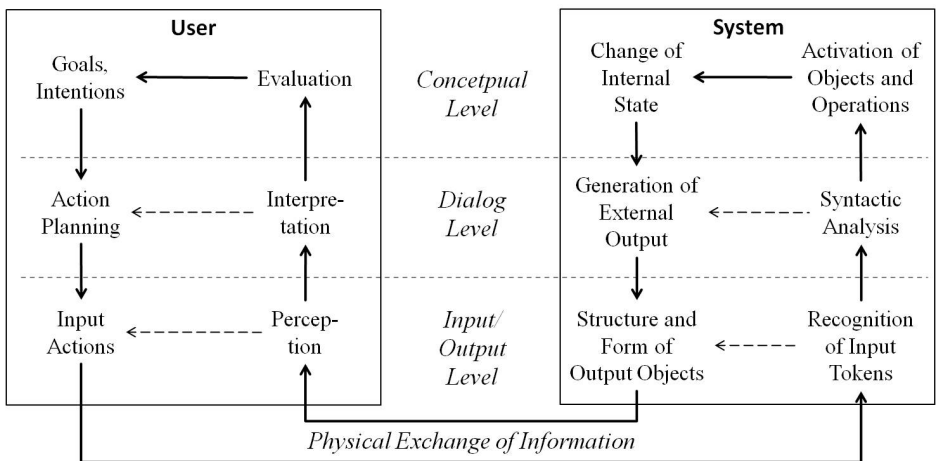 User
Goals,
Intentions
Evaluation
Concetpual
Level
System
Change of
Internal
State
Activation of
Objects and
Operations
Action
Planning
Interpre-
tation
Dialog
Level
Generation of
External
Output
Syntactic
Analysis
Input
Actions
Percep-
tion
Input/
Output
Level
Structure and
Form of
Output Objects
Recognition
of Input
Tokens
Physical Exchange of Information